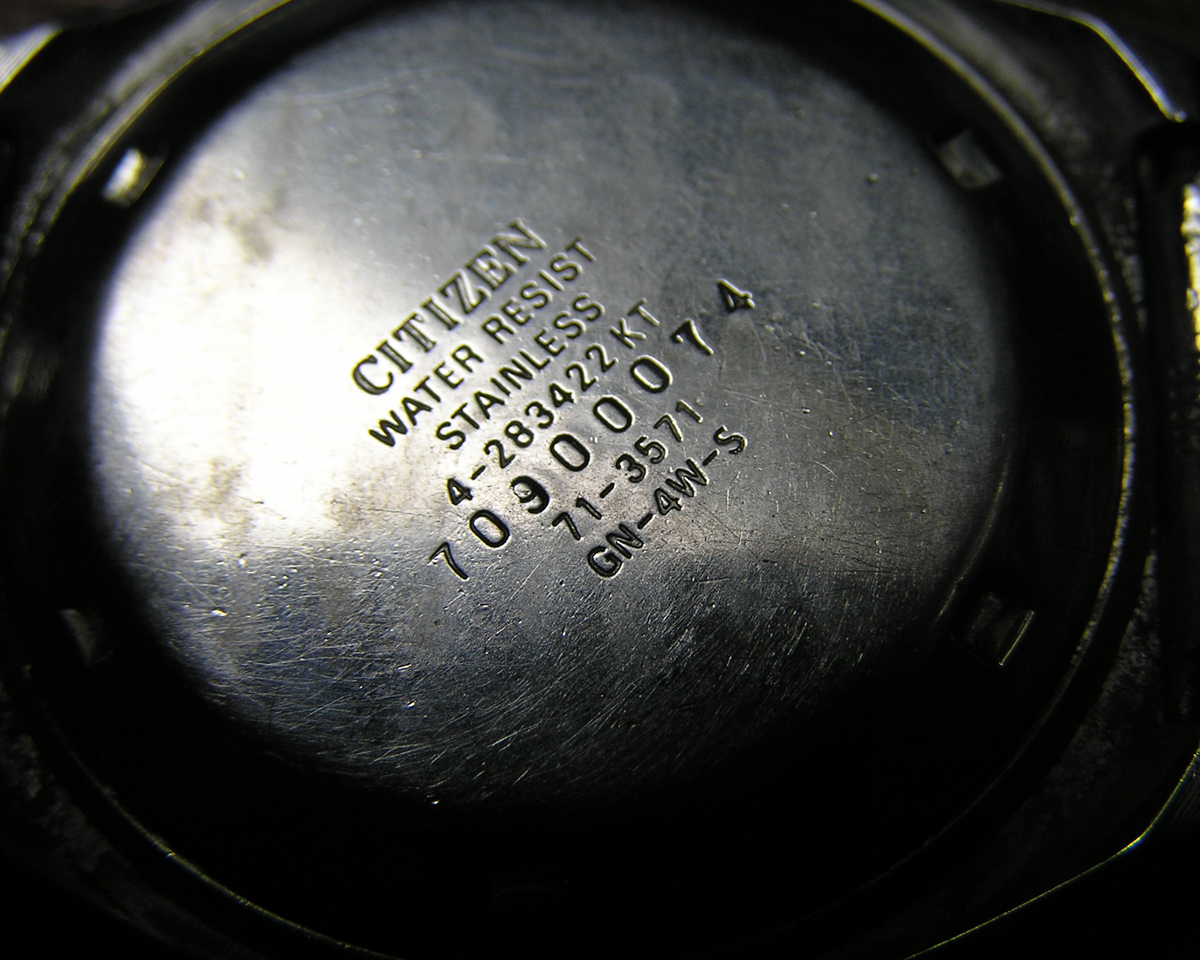 CITIZEN
WATER RESIST
STAINLESS
4-283422 KT
70900074
71-3571
GN-4W-S